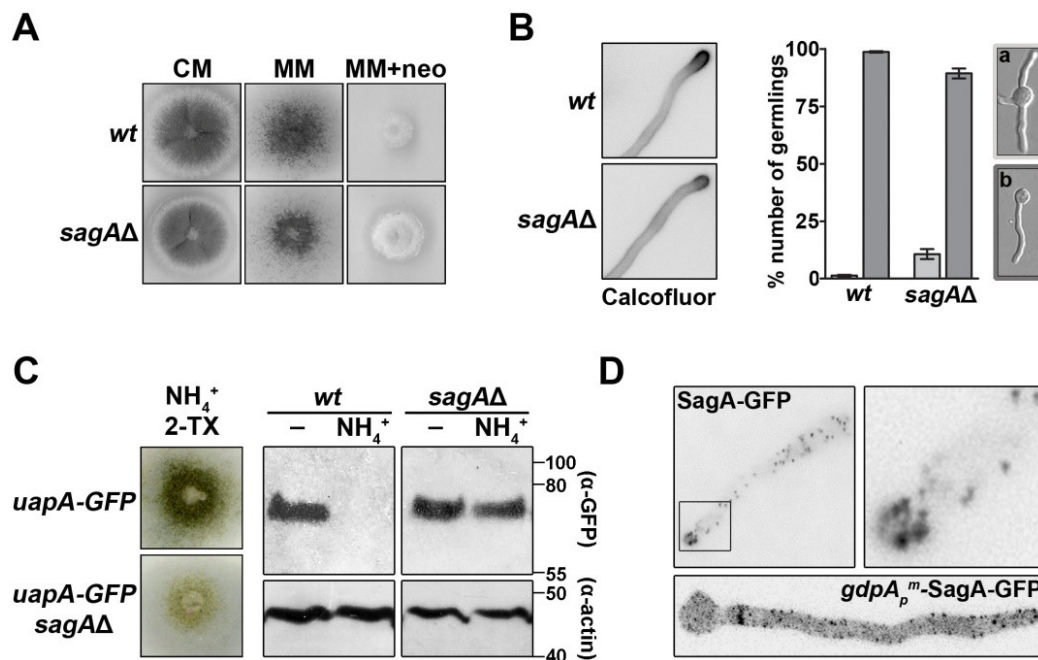 A
CM MM MM+neo
wt
sagAΔ
B
wt
sagAΔ
Calcofluor
% number of germlings
100
75
50
25
0
wt sagAΔ
a
b
C
NH₄⁺
2-TX
uapA-GFP
uapA-GFP
sagAΔ
wt sagAΔ
– NH₄⁺ – NH₄⁺
100
80
55
(α-GFP)
50
40
(α-actin)
D
SagA-GFP
gdpAₚᵐ-SagA-GFP